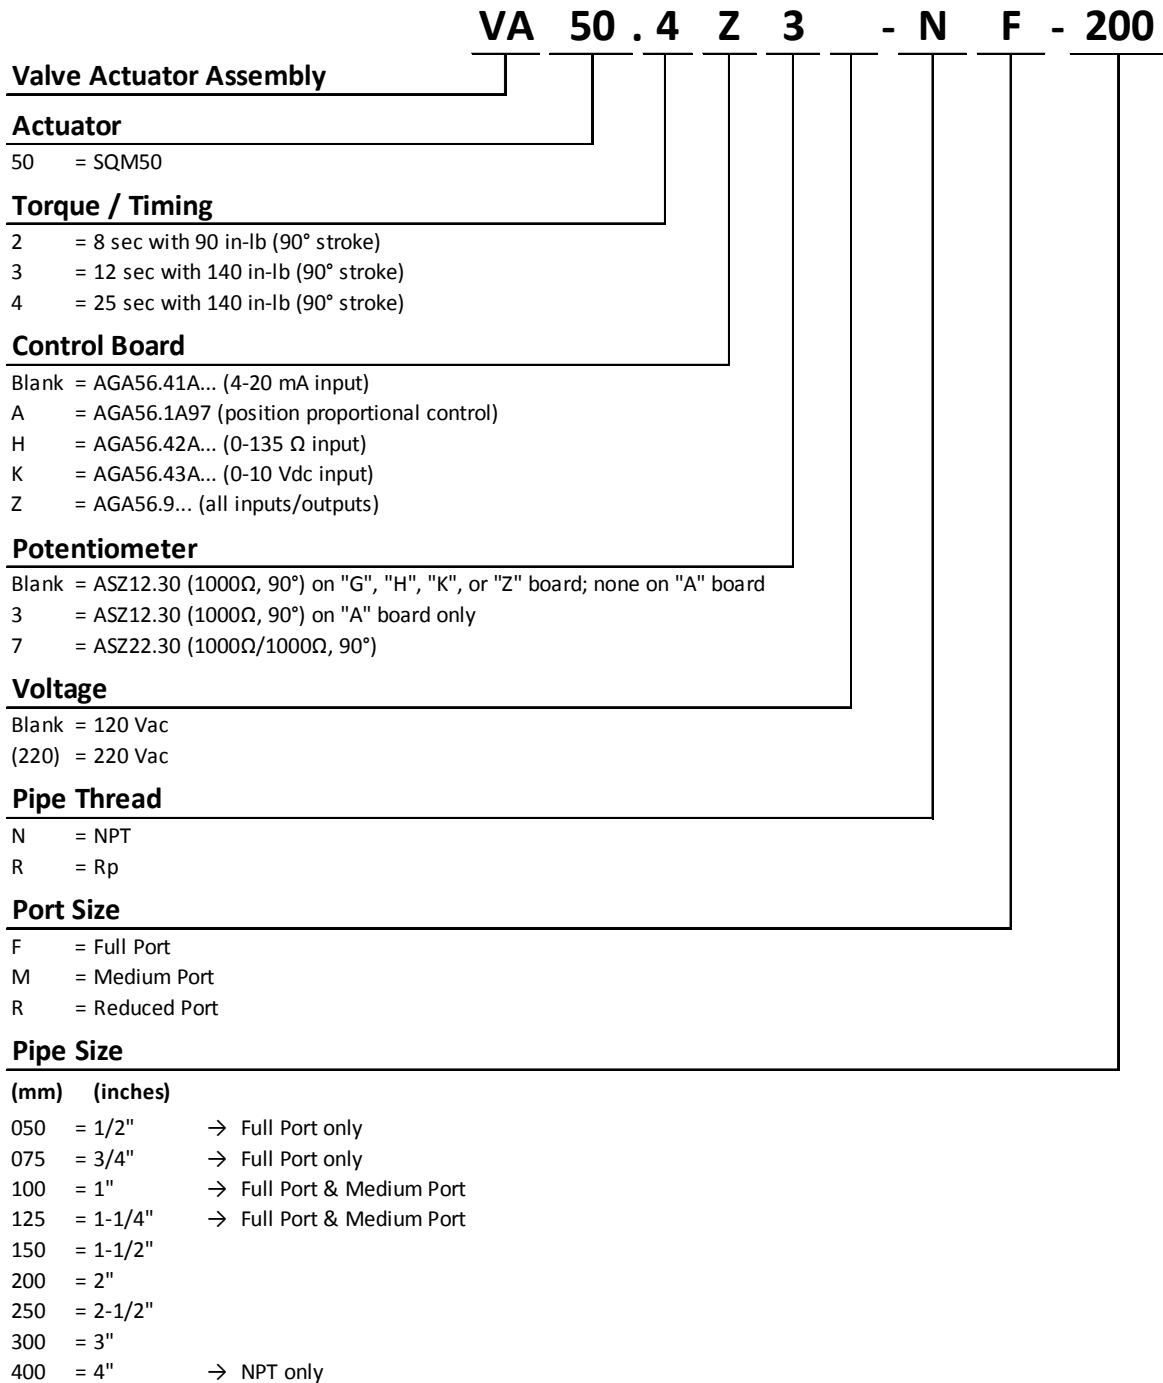 VA 50 . 4 Z 3 - N F - 200
Valve Actuator Assembly
Actuator
50 = SQM50
Torque / Timing
2 = 8 sec with 90 in-lb (90° stroke)
3 = 12 sec with 140 in-lb (90° stroke)
4 = 25 sec with 140 in-lb (90° stroke)
Control Board
Blank = AGA56.41A... (4-20 mA input)
A = AGA56.1A97 (position proportional control)
H = AGA56.42A... (0-135 Ω input)
K = AGA56.43A... (0-10 Vdc input)
Z = AGA56.9... (all inputs/outputs)
Potentiometer
Blank = ASZ12.30 (1000Ω, 90°) on "G", "H", "K", or "Z" board; none on "A" board
3 = ASZ12.30 (1000Ω, 90°) on "A" board only
7 = ASZ22.30 (1000Ω/1000Ω, 90°)
Voltage
Blank = 120 Vac
(220) = 220 Vac
Pipe Thread
N = NPT
R = Rp
Port Size
F = Full Port
M = Medium Port
R = Reduced Port
Pipe Size
(mm) (inches)
050 = 1/2" → Full Port only
075 = 3/4" → Full Port only
100 = 1" → Full Port & Medium Port
125 = 1-1/4" → Full Port & Medium Port
150 = 1-1/2"
200 = 2"
250 = 2-1/2"
300 = 3"
400 = 4" → NPT only